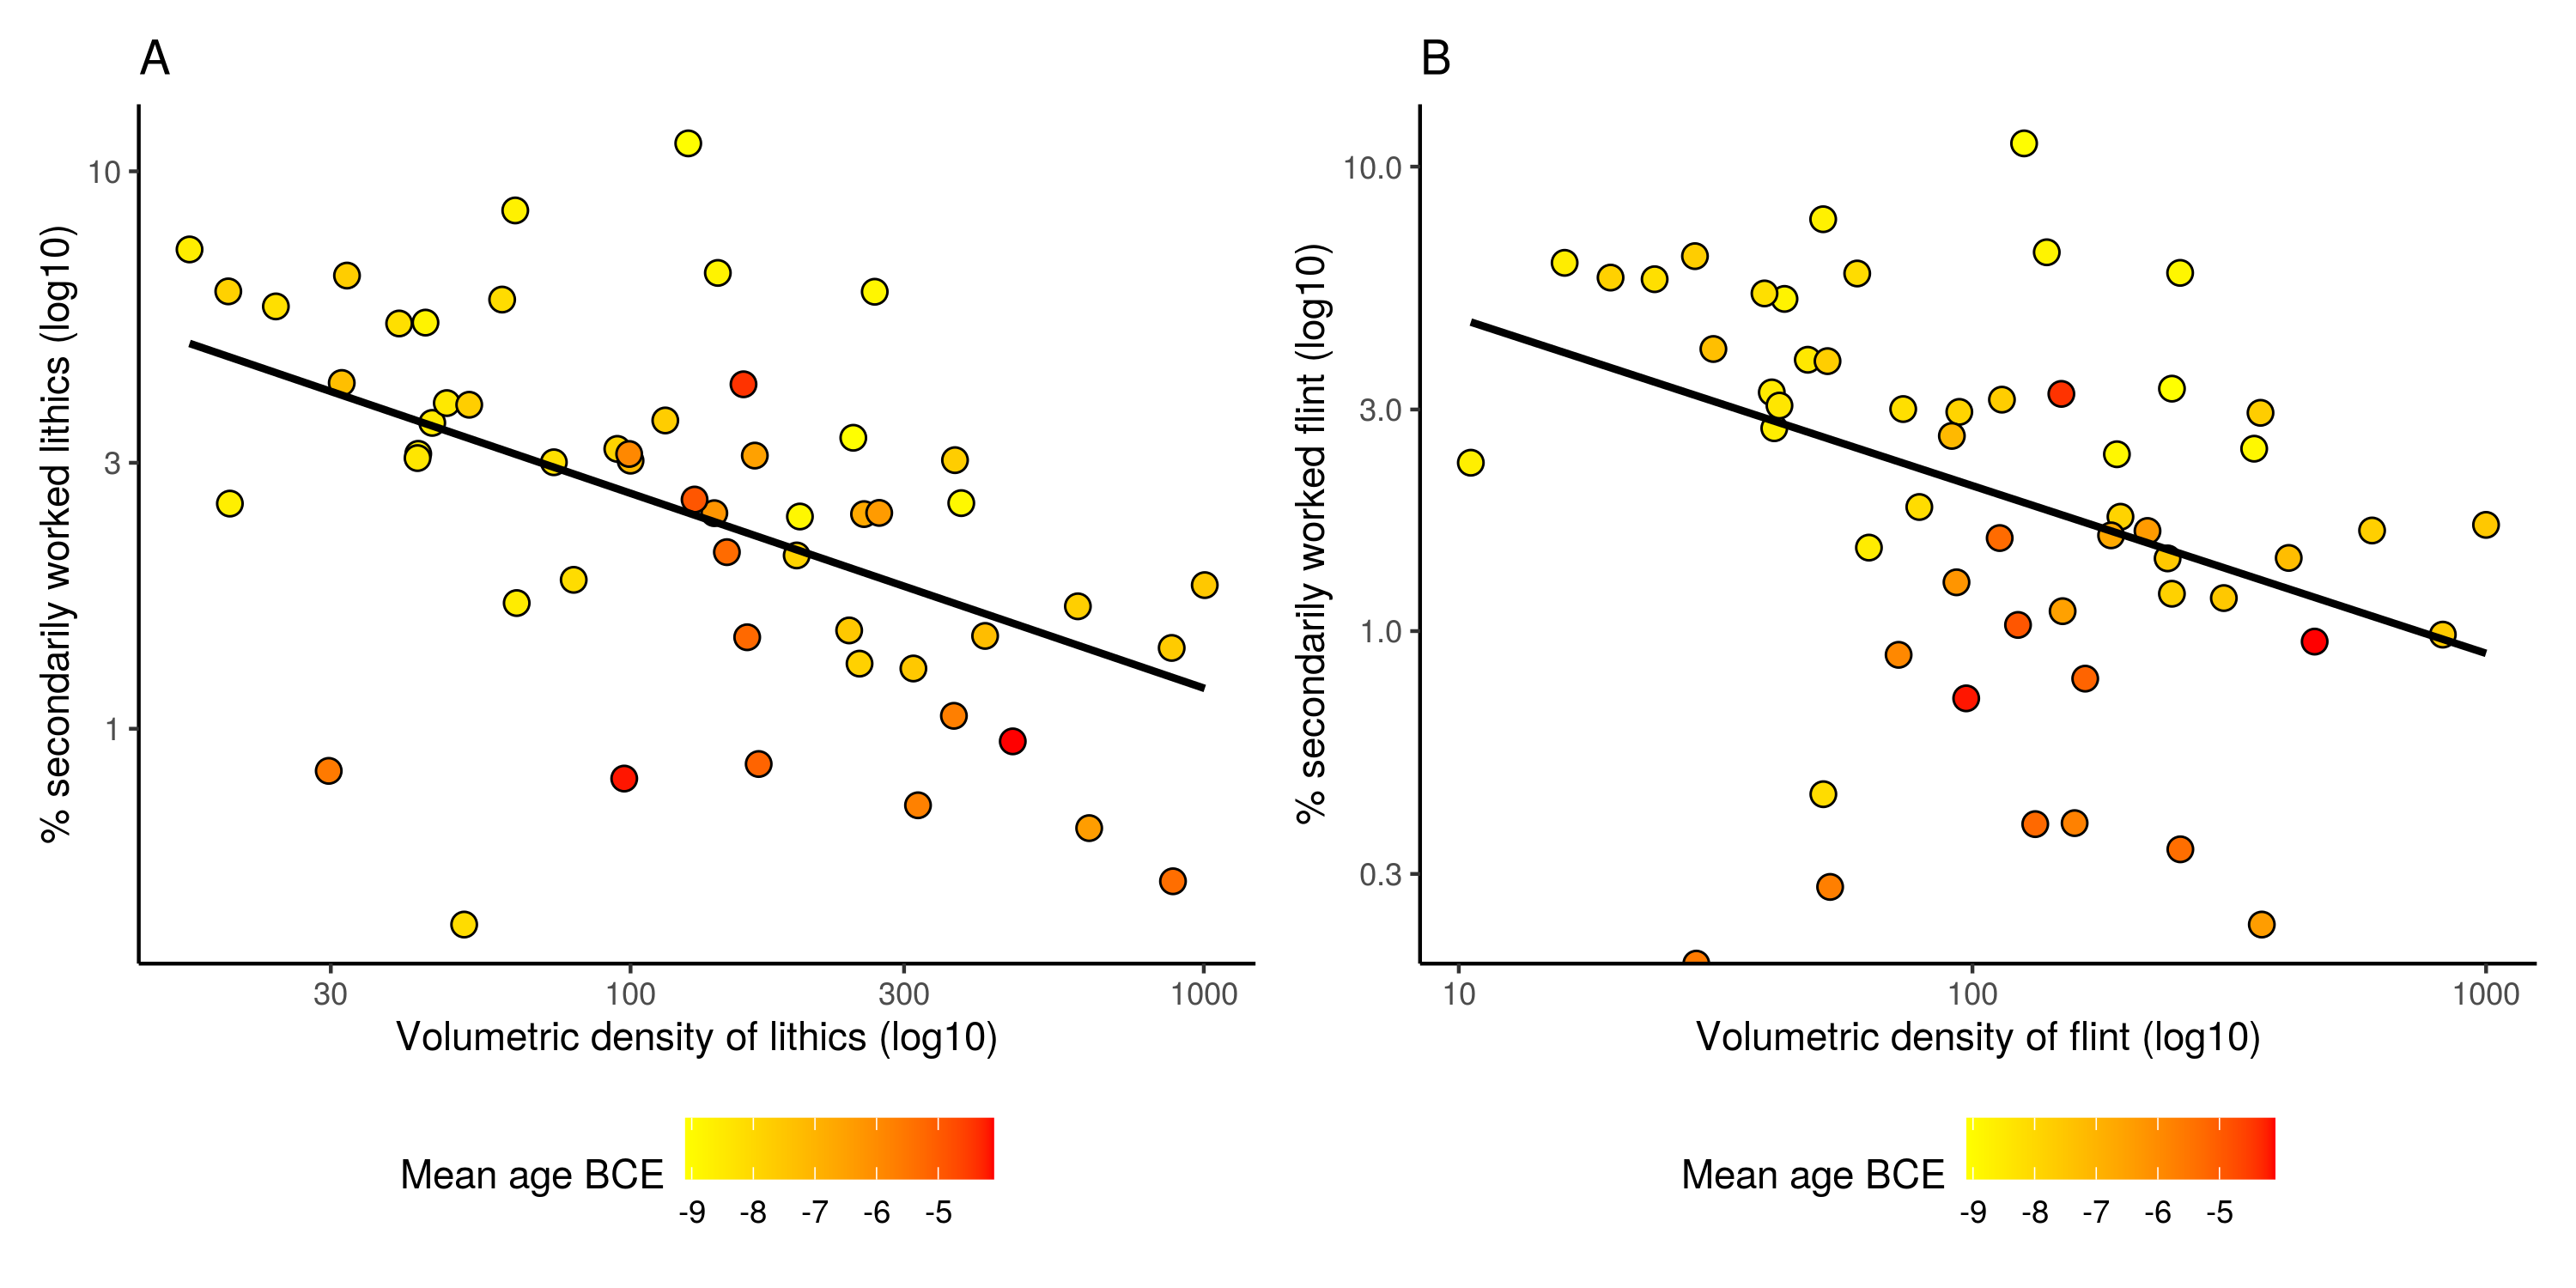 A
% secondarily worked lithics (log10)
10
3
1
30 100 300 1000
Volumetric density of lithics (log10)
Mean age BCE
-9 -8 -7 -6 -5
B
% secondarily worked flint (log10)
10.0
3.0
1.0
0.3
10 100 1000
Volumetric density of flint (log10)
Mean age BCE
-9 -8 -7 -6 -5